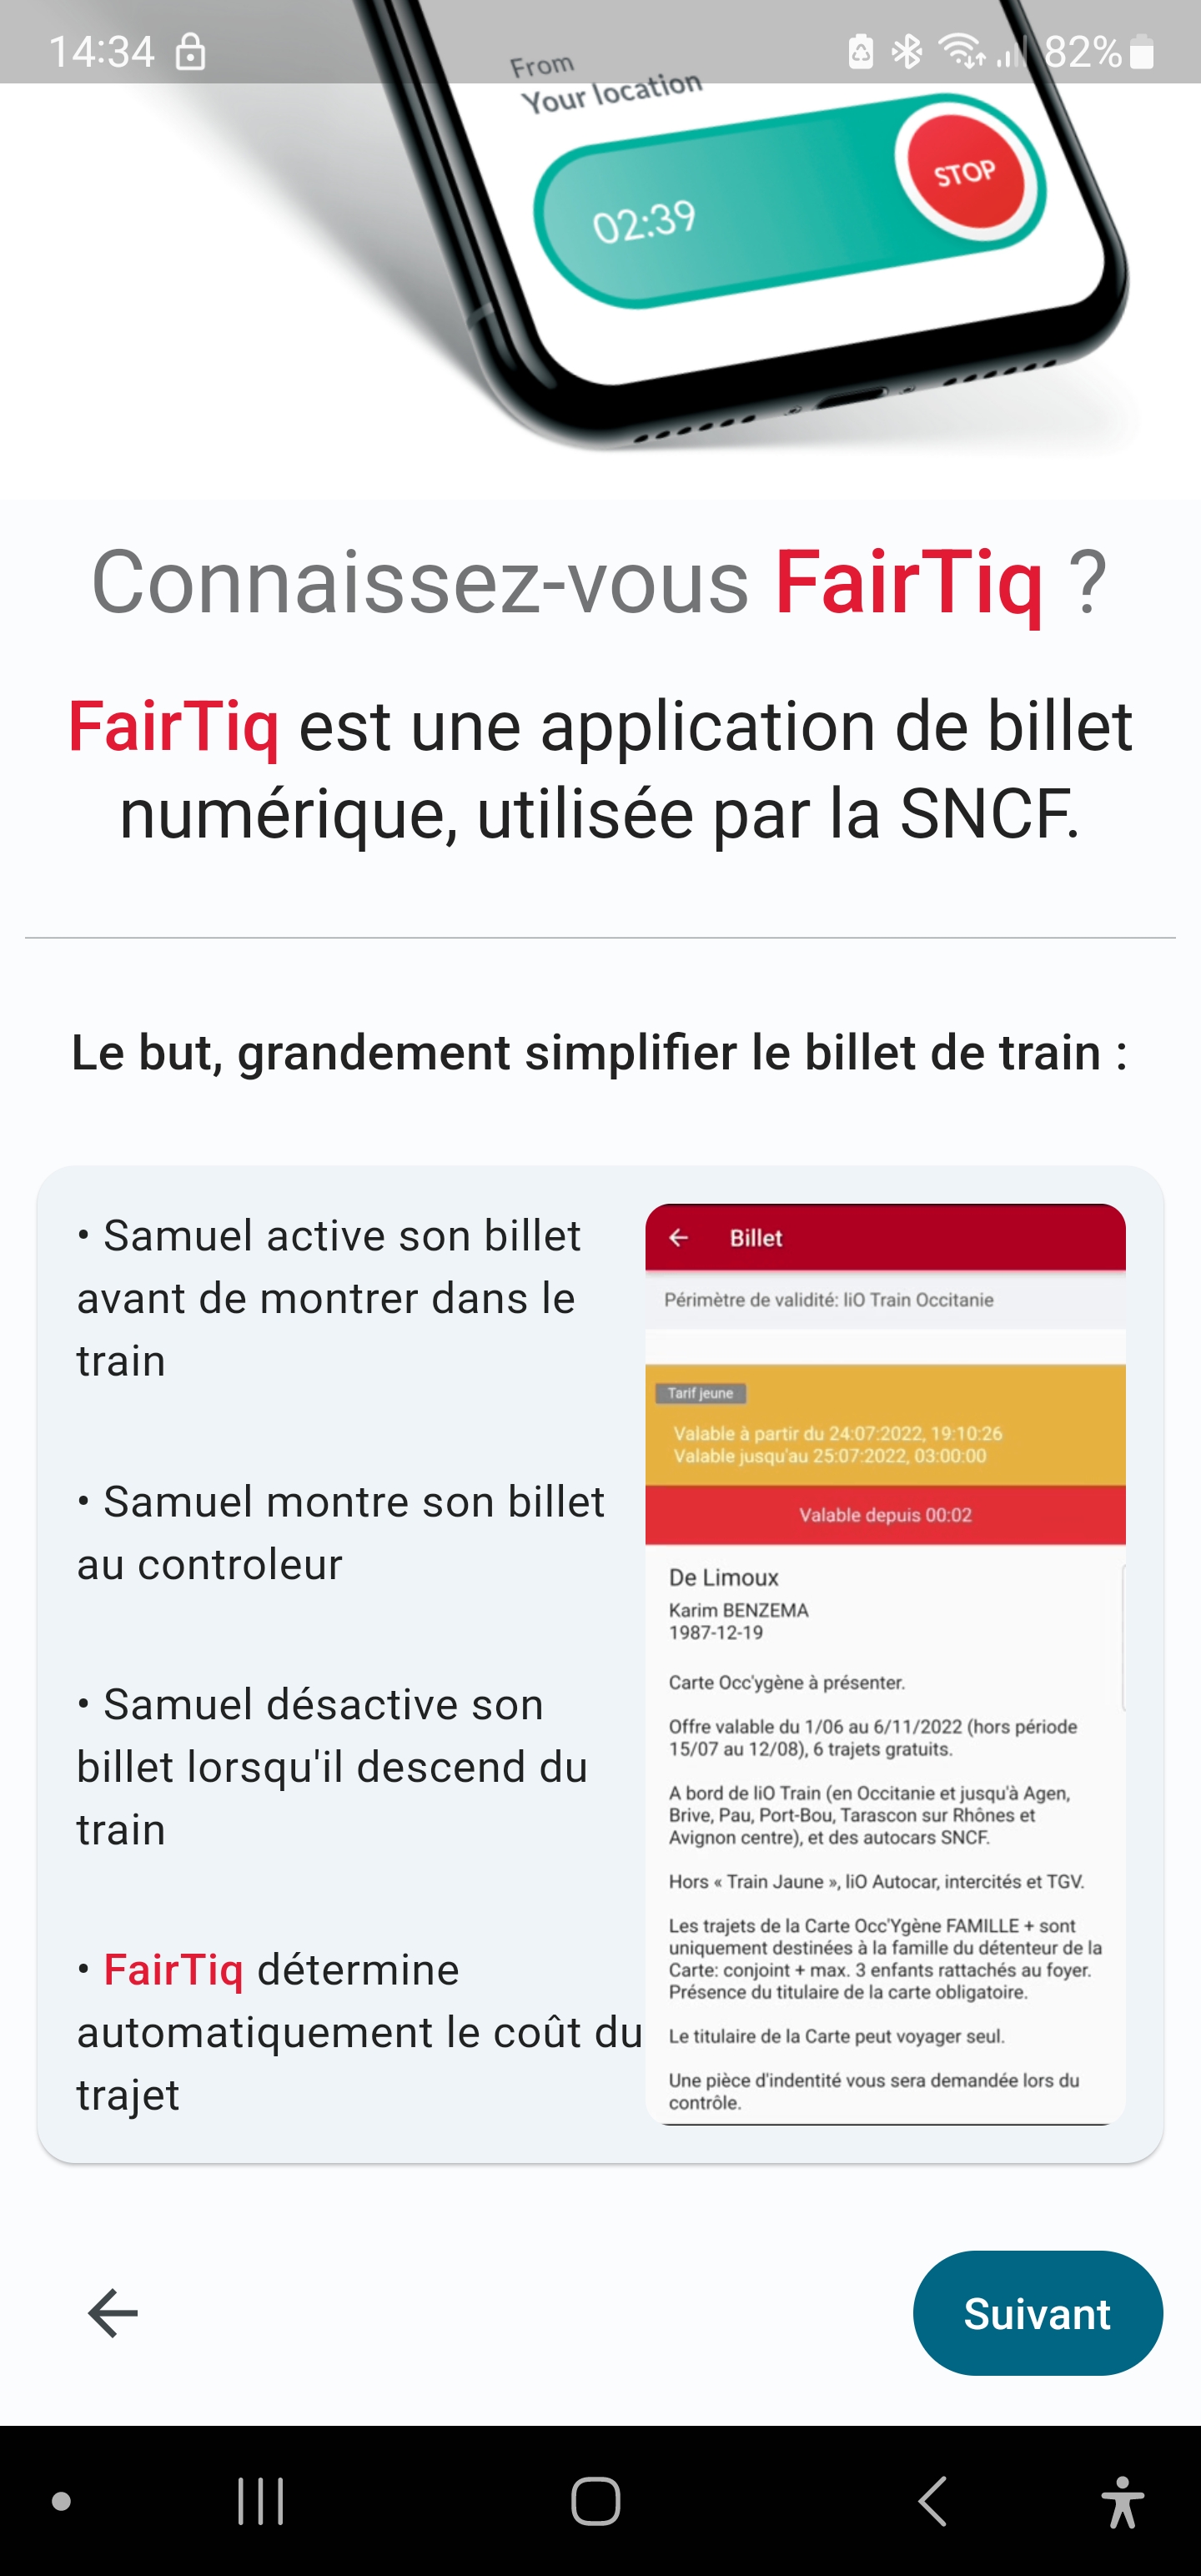 14:34
82%
From
Your location
02:39
STOP
Connaissez-vous FairTiq ?
FairTiq est une application de billet
numérique, utilisée par la SNCF.
Le but, grandement simplifier le billet de train :
• Samuel active son billet
avant de montrer dans le
train
• Samuel montre son billet
au controleur
• Samuel désactive son
billet lorsqu'il descend du
train
• FairTiq détermine
automatiquement le coût du
trajet
Billet
Périmètre de validité: liO Train Occitanie
Tarif jeune
Valable à partir du 24:07:2022, 19:10:26
Valable jusqu'au 25:07:2022, 03:00:00
Valable depuis 00:02
De Limoux
Karim BENZEMA
1987-12-19
Carte Occ'ygène à présenter.
Offre valable du 1/06 au 6/11/2022 (hors période
15/07 au 12/08), 6 trajets gratuits.
A bord de liO Train (en Occitanie et jusqu'à Agen,
Brive, Pau, Port-Bou, Tarascon sur Rhônes et
Avignon centre), et des autocars SNCF.
Hors « Train Jaune », liO Autocar, intercités et TGV.
Les trajets de la Carte Occ'Ygène FAMILLE + sont
uniquement destinées à la famille du détenteur de la
Carte: conjoint + max. 3 enfants rattachés au foyer.
Présence du titulaire de la carte obligatoire.
Le titulaire de la Carte peut voyager seul.
Une pièce d'indentité vous sera demandée lors du
contrôle.
Suivant